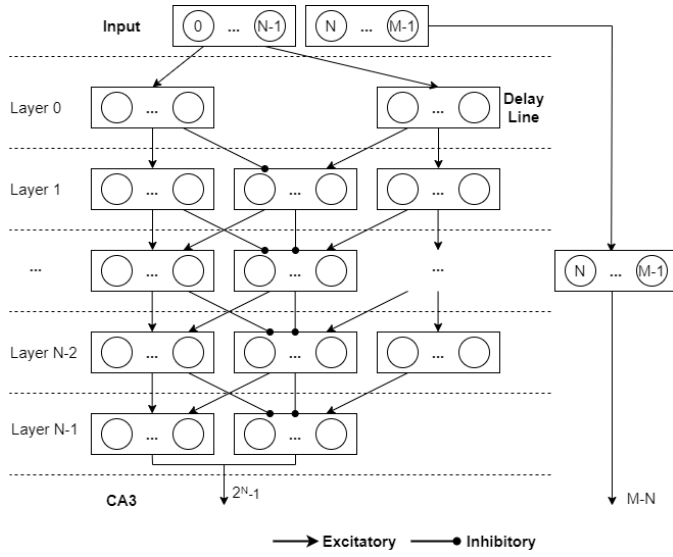 Input 0 ... N-1 N ... M-1
Layer 0 ... ... Delay
Line
Layer 1 ... ... ...
... ... ... ... N ... M-1
Layer N-2 ... ... ...
Layer N-1 ... ...
CA3 2ᴺ-1 M-N
Excitatory Inhibitory